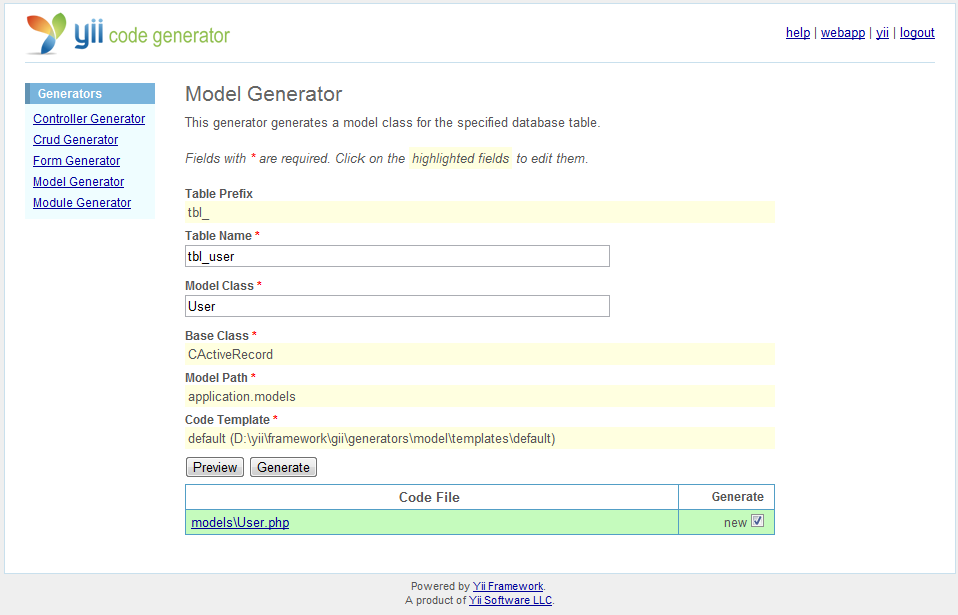 yii code generator
help | webapp | yii | logout
Generators
Controller Generator
Crud Generator
Form Generator
Model Generator
Module Generator
Model Generator
This generator generates a model class for the specified database table.
Fields with * are required. Click on the highlighted fields to edit them.
Table Prefix
tbl_
Table Name *
tbl_user
Model Class *
User
Base Class *
CActiveRecord
Model Path *
application.models
Code Template *
default (D:\yii\framework\gii\generators\model\templates\default)
Preview Generate
Code File Generate
models\User.php new
Powered by Yii Framework.
A product of Yii Software LLC.